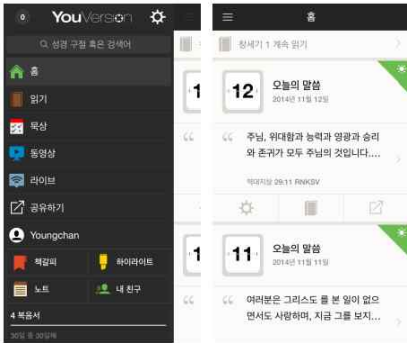 0 YouVersion
성경 구절 혹은 검색어
홈
읽기
묵상
동영상
라이브
공유하기
Youngchan
책갈피 하이라이트
노트 내 친구
4 복음서
홈
창세기 1 계속 읽기
12 오늘의 말씀
2014년 11월 12일
주님, 위대함과 능력과 영광과 승리
와 존귀가 모두 주님의 것입니다....
역대지상 29:11 RNKSV
11 오늘의 말씀
2014년 11월 11일
여러분은 그리스도 를 본 일이 없으
면서도 사랑하며, 지금 그를 보지...